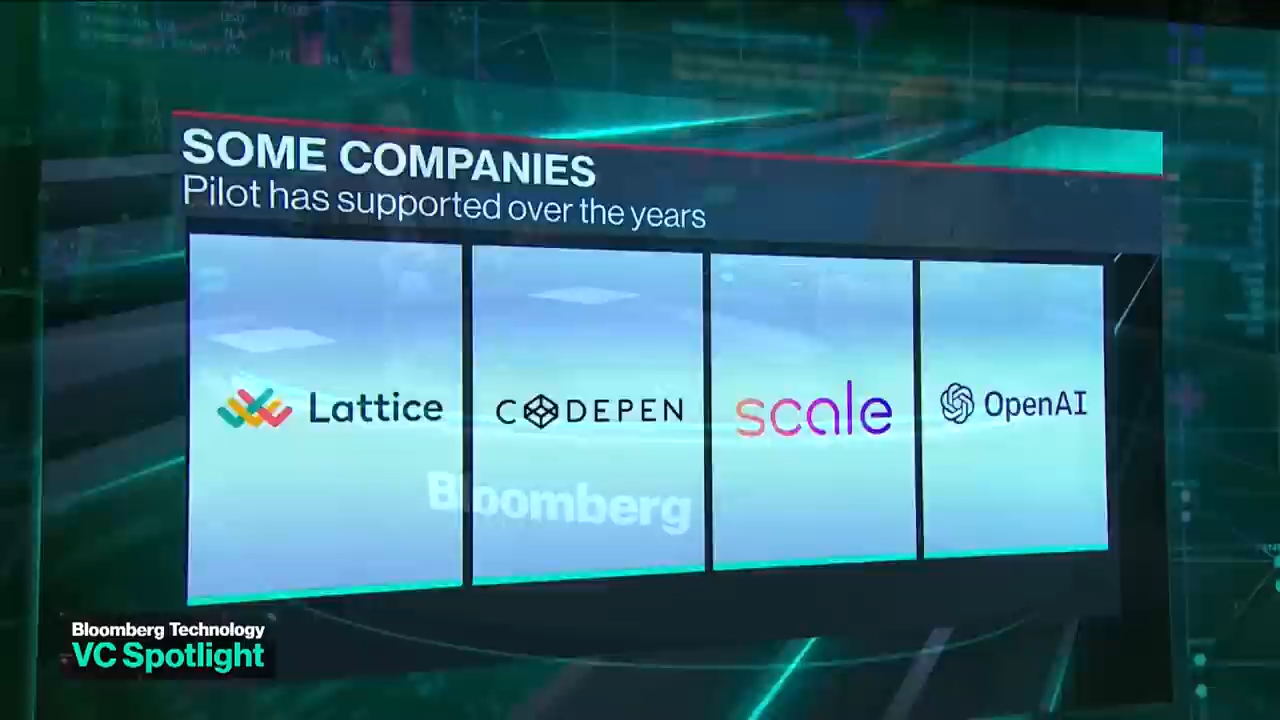 SOME COMPANIES
Pilot has supported over the years
Lattice
CODEPEN
scale
OpenAI
Bloomberg
Bloomberg Technology
VC Spotlight